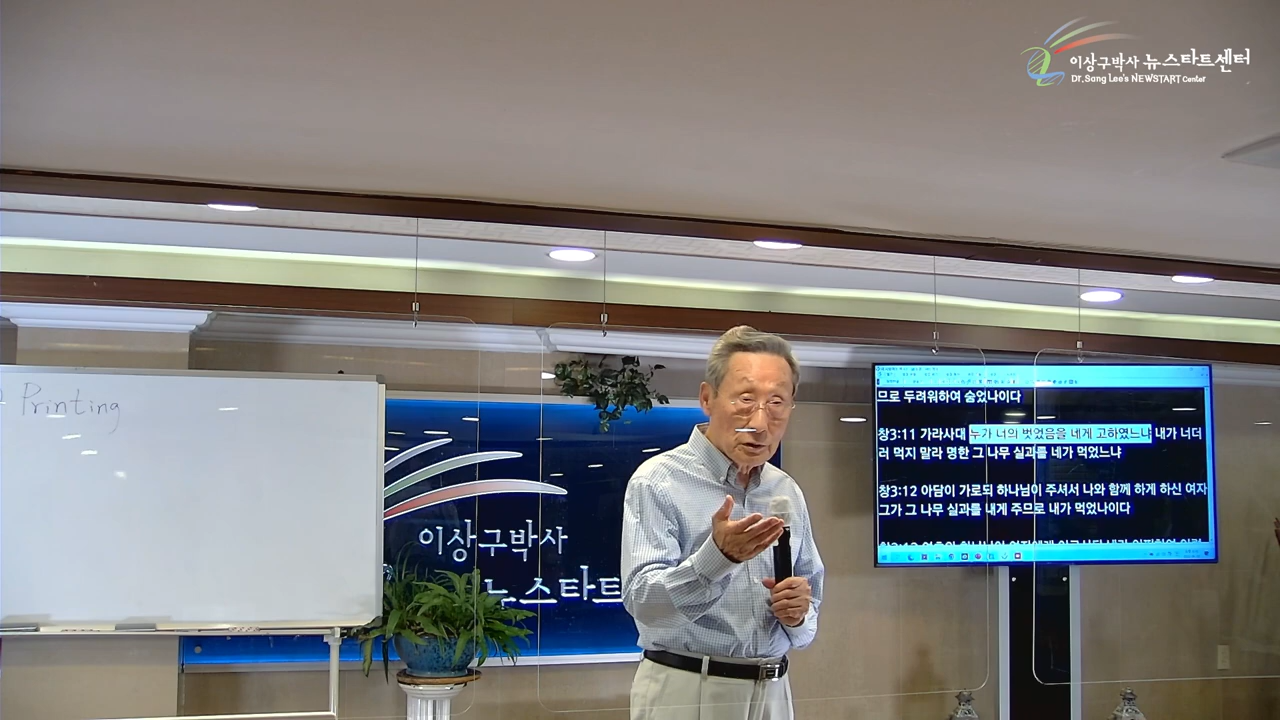 이상구박사 뉴스타트센터
Dr. Sang Lee's NEWSTART Center
Printing
이상구박사
뉴스타트
므로 두려워하여 숨었나이다
창3:11 가라사대 누가 너의 벗었음을 네게 고하였느냐 내가 너더
러 먹지 말라 명한 그 나무 실과를 네가 먹었느냐
창3:12 아담이 가로되 하나님이 주셔서 나와 함께 하게 하신 여자
그가 그 나무 실과를 내게 주므로 내가 먹었나이다